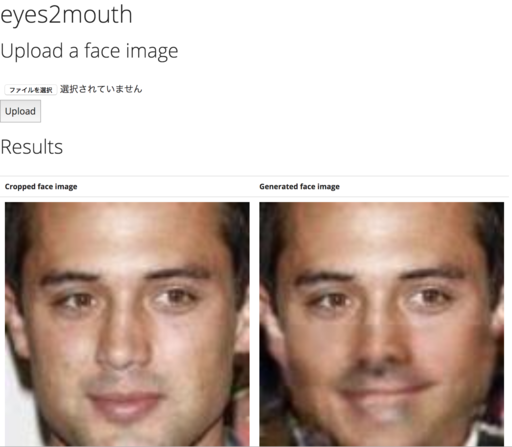 eyes2mouth
Upload a face image
ファイルを選択 選択されていません
Upload
Results
Cropped face image Generated face image